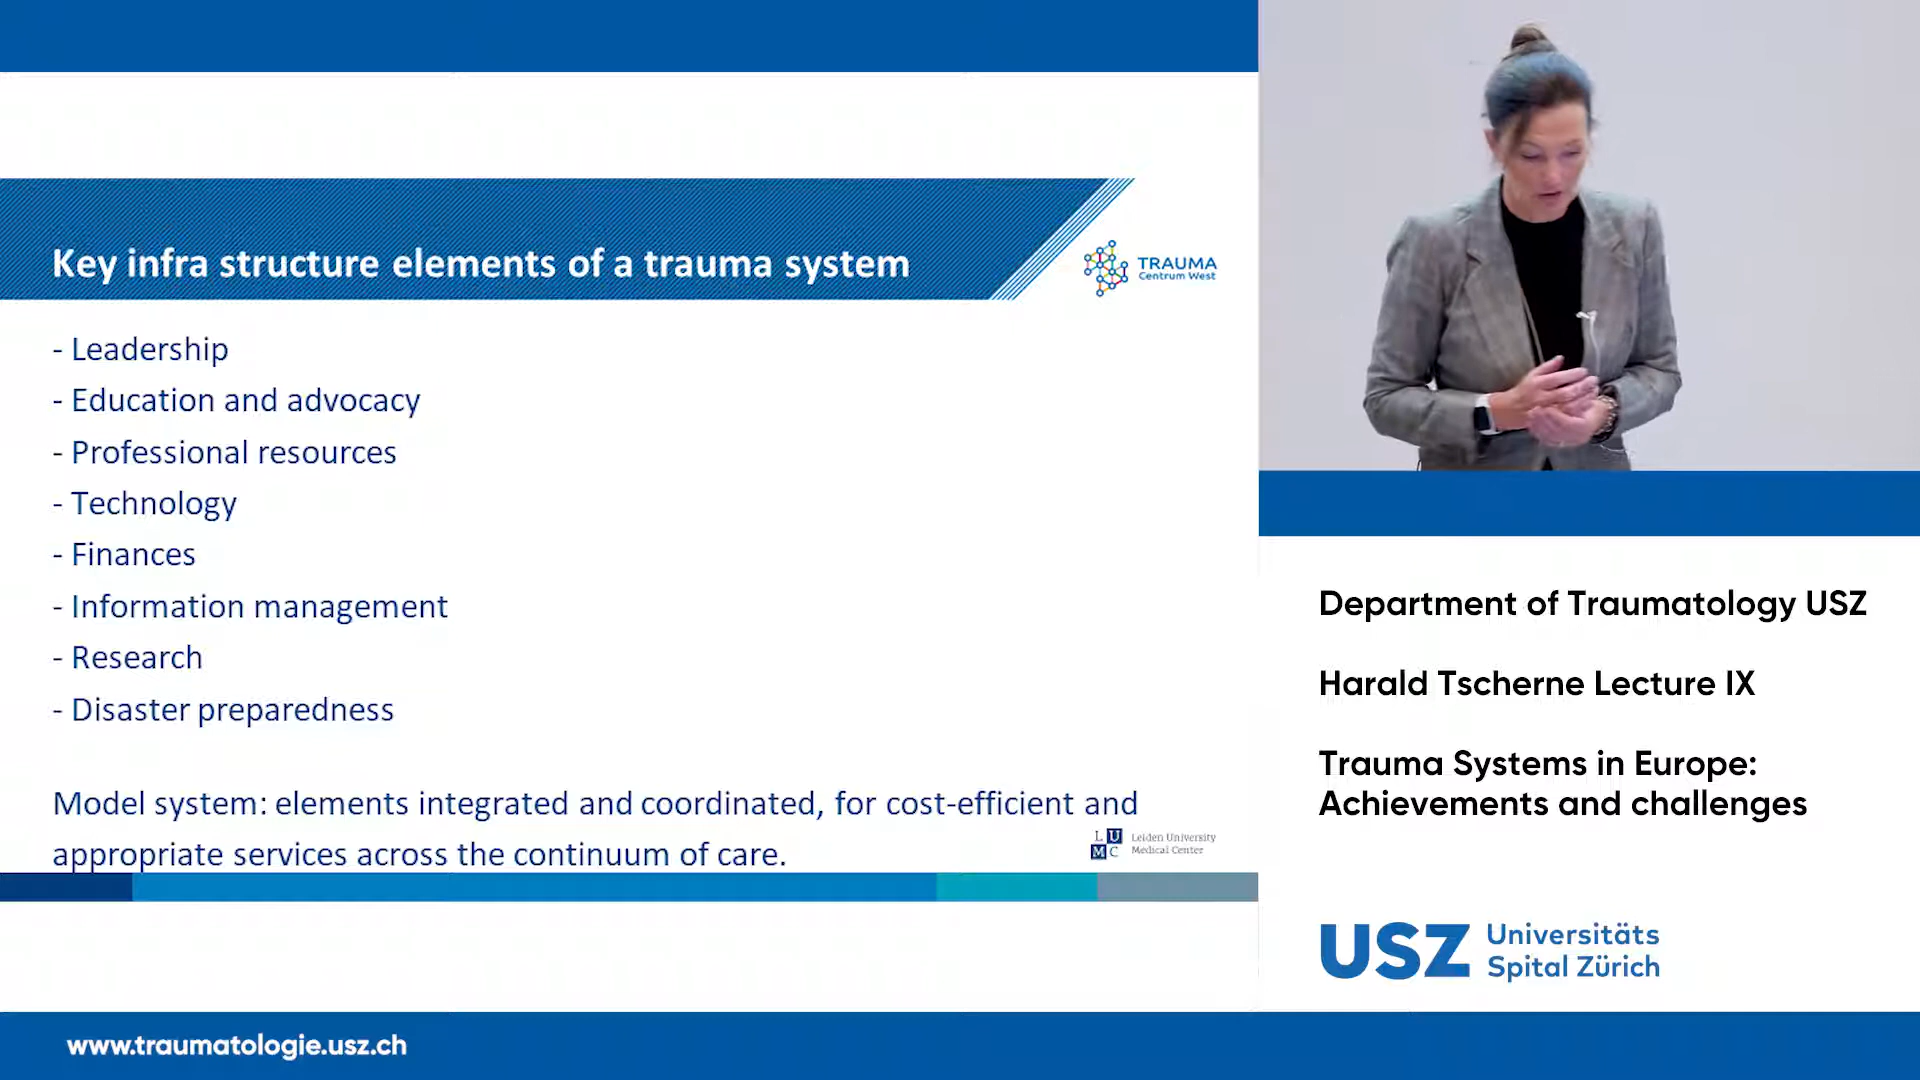 Key infra structure elements of a trauma system
TRAUMA
Centrum West
- Leadership
- Education and advocacy
- Professional resources
- Technology
- Finances
- Information management
- Research
- Disaster preparedness
Model system: elements integrated and coordinated, for cost-efficient and
appropriate services across the continuum of care.
L U
M C
Leiden University
Medical Center
Department of Traumatology USZ
Harald Tscherne Lecture IX
Trauma Systems in Europe:
Achievements and challenges
USZ
Universitäts
Spital Zürich
www.traumatologie.usz.ch